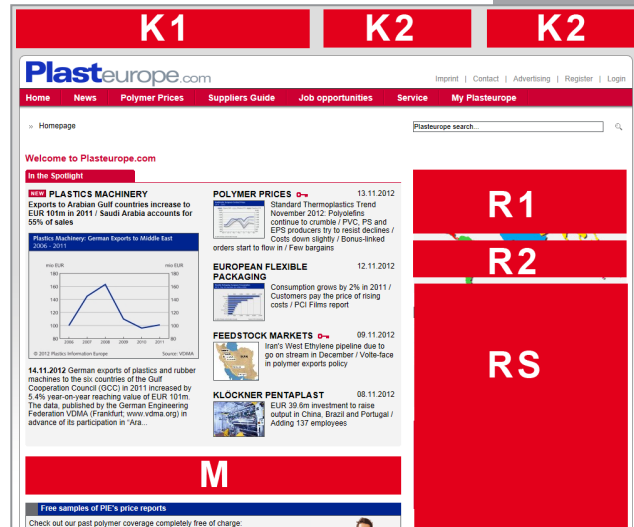 K1 K2 K2
Plasteurope.com
Imprint | Contact | Advertising | Register | Login
Home News Polymer Prices Suppliers Guide Job opportunities Service My Plasteurope
» Homepage
Plasteurope search...
Welcome to Plasteurope.com
In the Spotlight
NEW PLASTICS MACHINERY
Exports to Arabian Gulf countries increase to
EUR 101m in 2011 / Saudi Arabia accounts for
55% of sales
Plastics Machinery: German Exports to Middle East
2006 - 2011
mio EUR mio EUR
180 180
160 160
140 140
120 120
100 100
80 80
2006 2007 2008 2009 2010 2011
© 2012 Plastics Information Europe Source: VDMA
14.11.2012 German exports of plastics and rubber
machines to the six countries of the Gulf
Cooperation Council (GCC) in 2011 increased by
5.4% year-on-year reaching value of EUR 101m.
The data, published by the German Engineering
Federation VDMA (Frankfurt; www.vdma.org) in
advance of its participation in “Ara...
POLYMER PRICES 13.11.2012
Standard Thermoplastics Trend
November 2012: Polyolefins
continue to crumble / PVC, PS and
EPS producers try to resist declines /
Costs down slightly / Bonus-linked
orders start to flow in / Few bargains
EUROPEAN FLEXIBLE 12.11.2012
PACKAGING
Consumption grows by 2% in 2011 /
Customers pay the price of rising
costs / PCI Films report
FEEDSTOCK MARKETS 09.11.2012
Iran's West Ethylene pipeline due to
go on stream in December / Volte-face
in polymer exports policy
KLÖCKNER PENTAPLAST 08.11.2012
EUR 39.6m investment to raise
output in China, Brazil and Portugal /
Adding 137 employees
R1
R2
RS
M
Free samples of PIE's price reports
Check out our past polymer coverage completely free of charge: